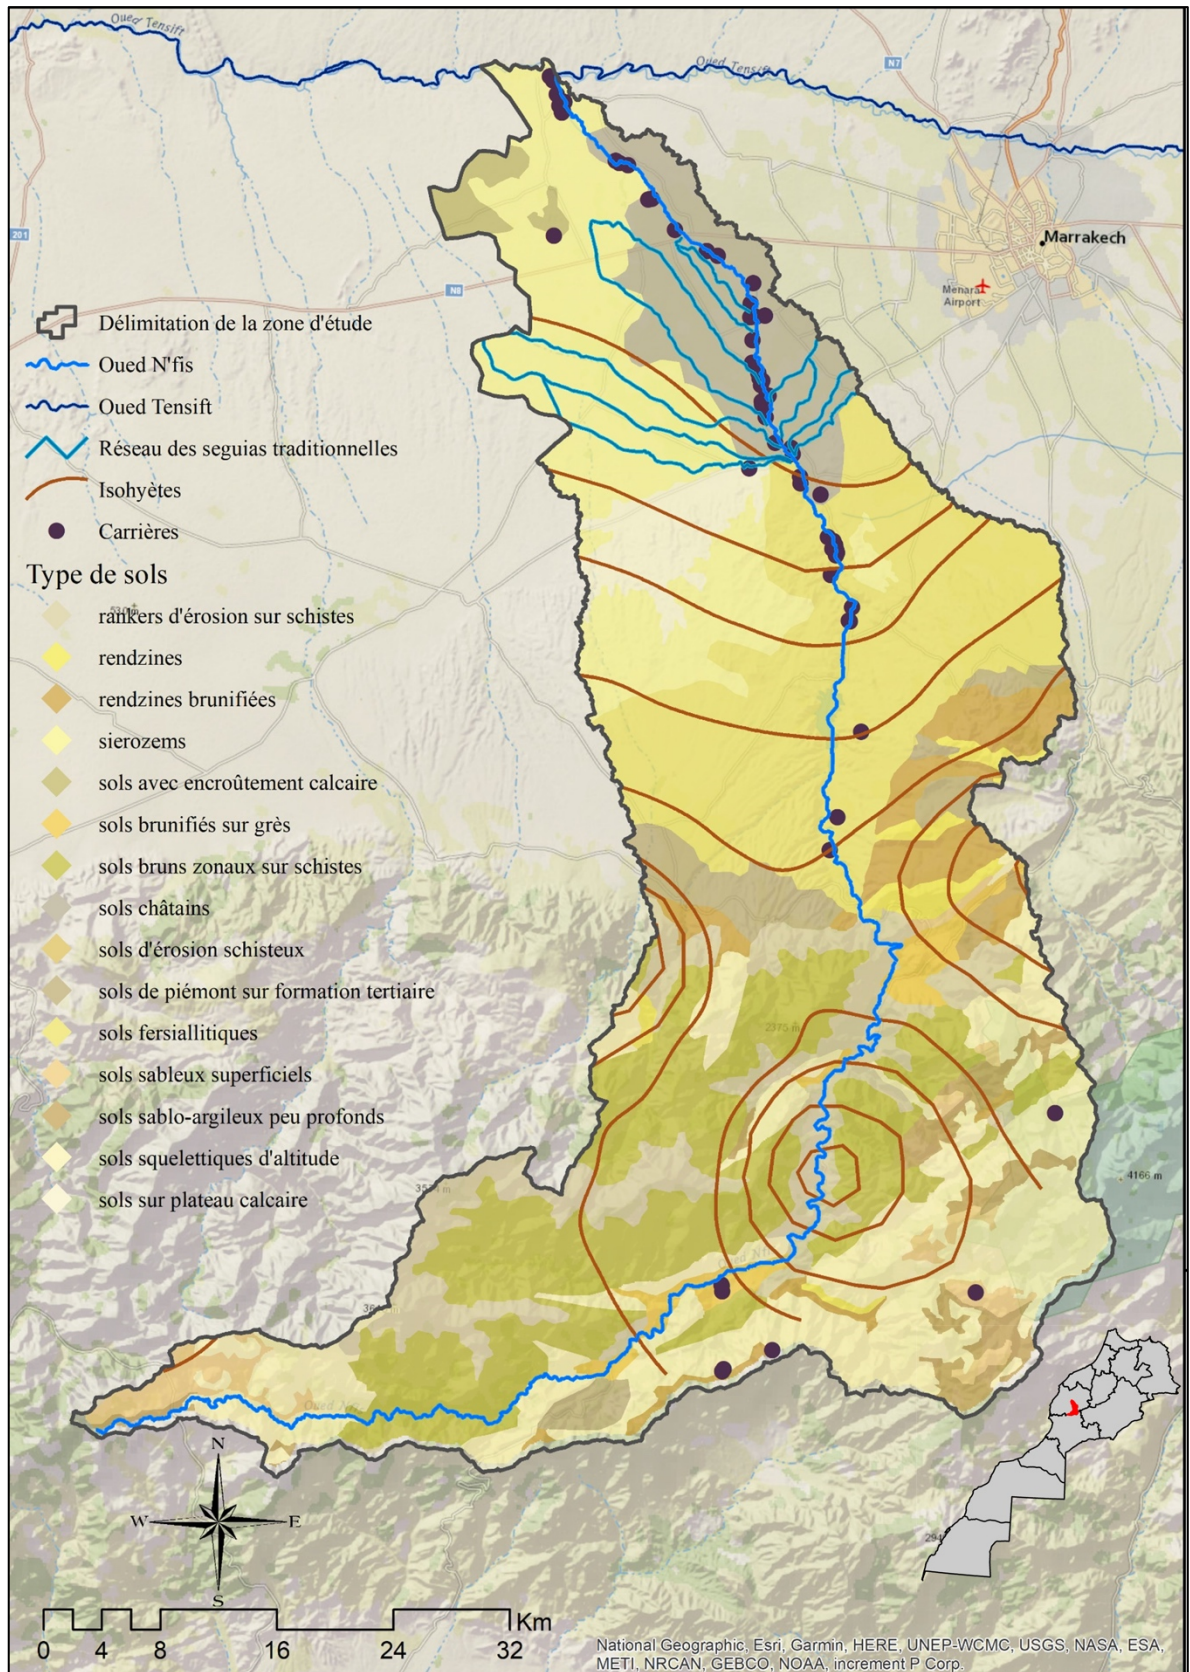 Oued Tensift
Oued Tensift
N7
201
N8
Marrakech
Menara
Airport
Délimitation de la zone d'étude
Oued N'fis
Oued Tensift
Réseau des seguias traditionnelles
Isohyètes
Carrières
Type de sols
rankers d'érosion sur schistes
rendzines
rendzines brunifiées
sierozems
sols avec encroûtement calcaire
sols brunifiés sur grès
sols bruns zonaux sur schistes
sols châtains
sols d'érosion schisteux
sols de piémont sur formation tertiaire
sols fersiallitiques
sols sableux superficiels
sols sablo-argileux peu profonds
sols squelettiques d'altitude
sols sur plateau calcaire
2375 m
4166 m
Oued
N
W
E
S
Km
0 4 8 16 24 32
National Geographic, Esri, Garmin, HERE, UNEP-WCMC, USGS, NASA, ESA,
METI, NRCAN, GEBCO, NOAA, increment P Corp.